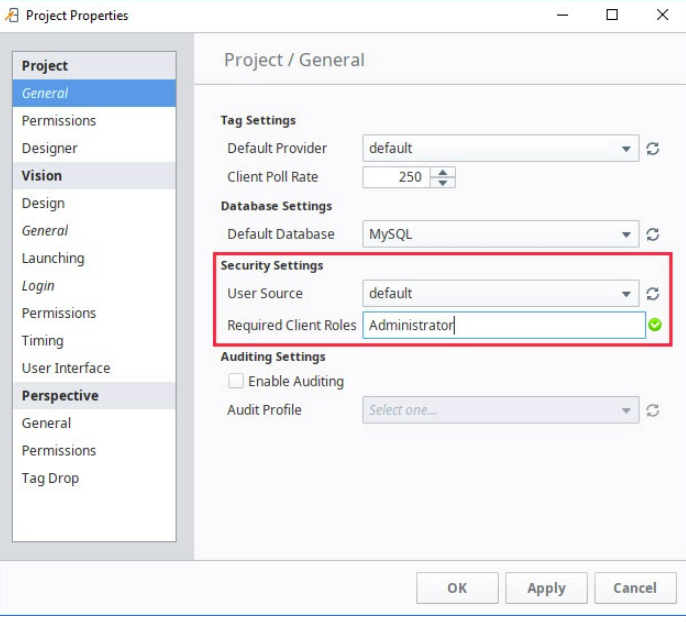 Project Properties
Project
General
Permissions
Designer
Vision
Design
General
Launching
Login
Permissions
Timing
User Interface
Perspective
General
Permissions
Tag Drop
Project / General
Tag Settings
Default Provider default
Client Poll Rate 250
Database Settings
Default Database MySQL
Security Settings
User Source default
Required Client Roles Administrator
Auditing Settings
Enable Auditing
Audit Profile Select one...
OK Apply Cancel